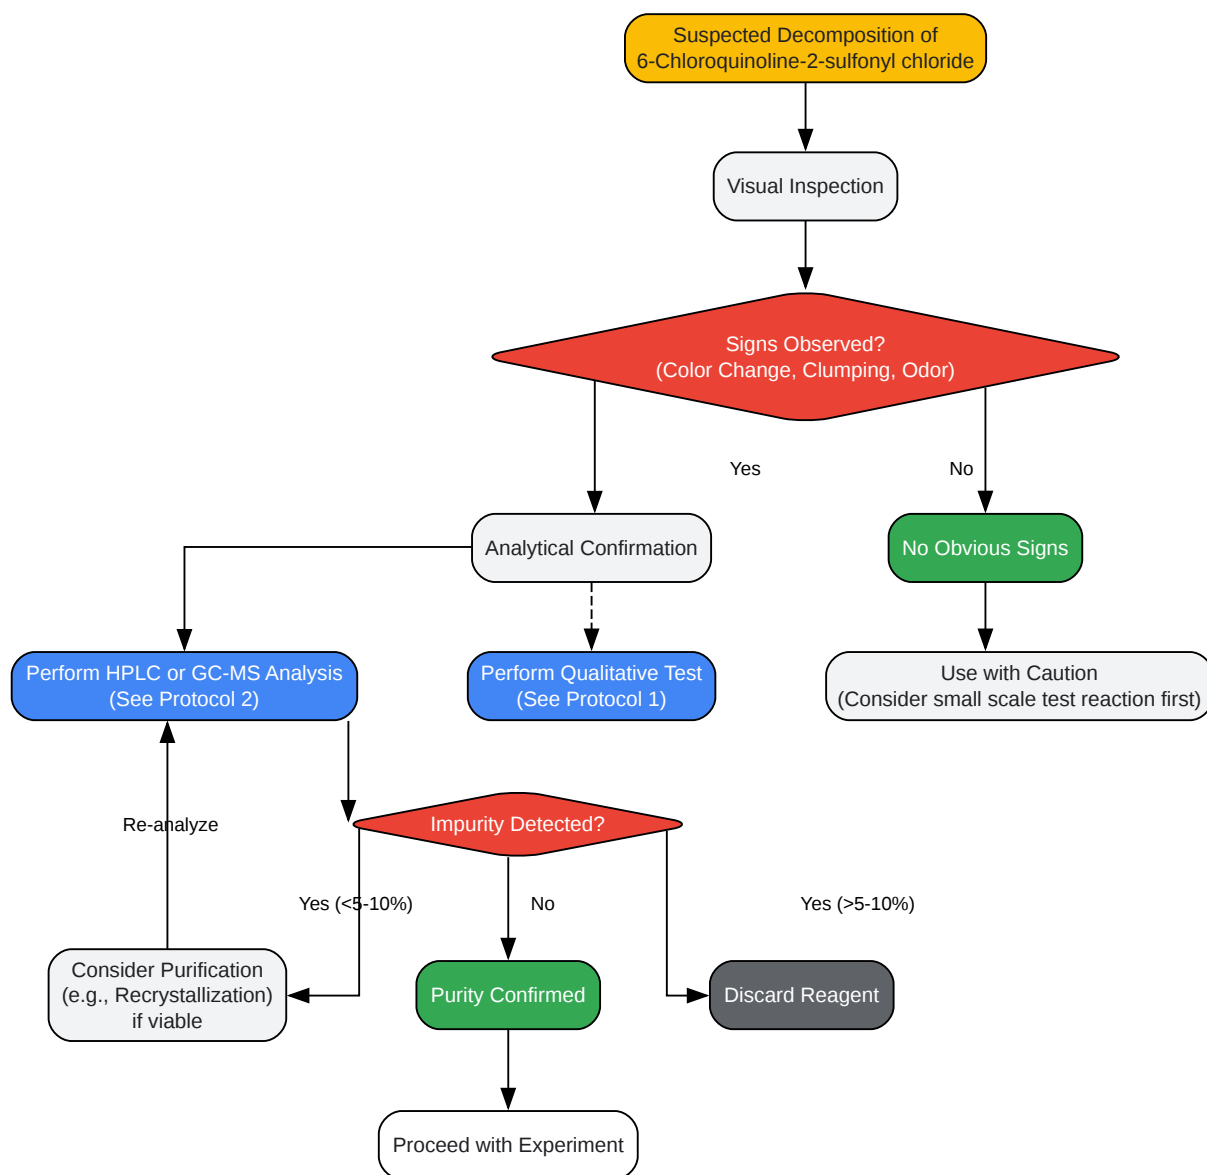 Suspected Decomposition of
6-Chloroquinoline-2-sulfonyl chloride
Visual Inspection
Signs Observed?
(Color Change, Clumping, Odor)
Yes
No
Analytical Confirmation
No Obvious Signs
Perform HPLC or GC-MS Analysis
(See Protocol 2)
Perform Qualitative Test
(See Protocol 1)
Use with Caution
(Consider small scale test reaction first)
Re-analyze
Impurity Detected?
Yes (<5-10%)
No
Yes (>5-10%)
Consider Purification
(e.g., Recrystallization)
if viable
Purity Confirmed
Discard Reagent
Proceed with Experiment